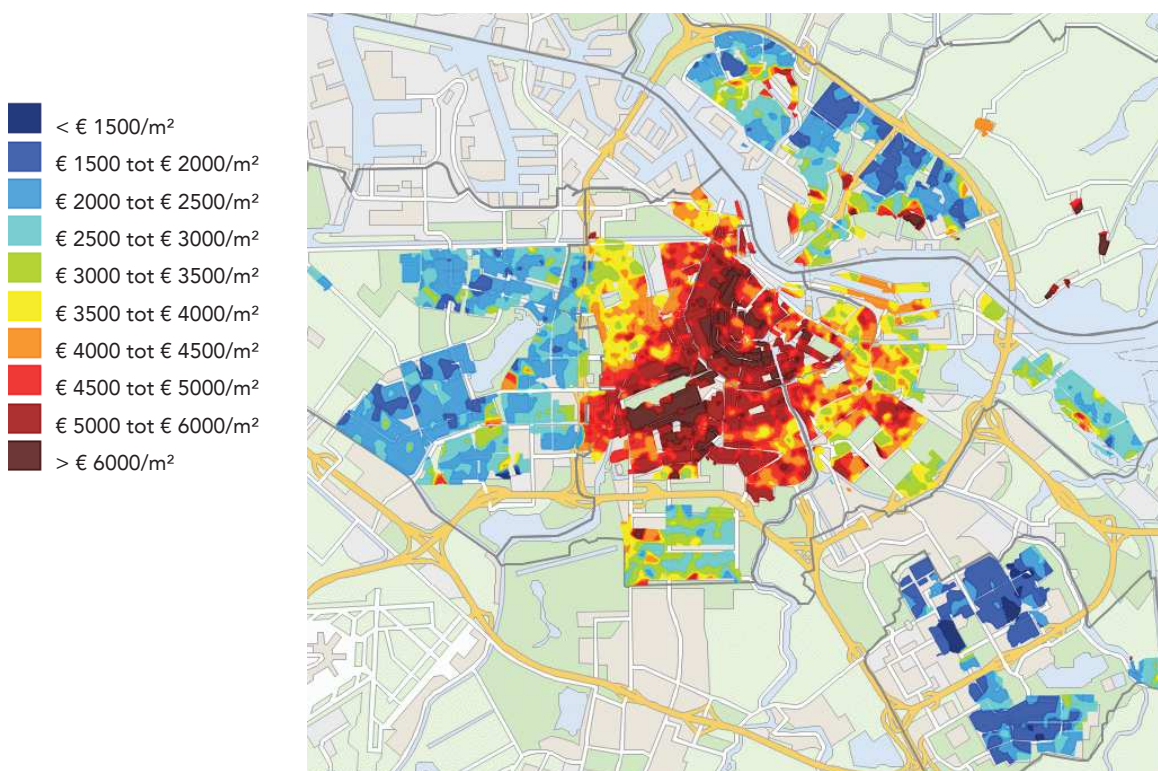 < € 1500/m²
€ 1500 tot € 2000/m²
€ 2000 tot € 2500/m²
€ 2500 tot € 3000/m²
€ 3000 tot € 3500/m²
€ 3500 tot € 4000/m²
€ 4000 tot € 4500/m²
€ 4500 tot € 5000/m²
€ 5000 tot € 6000/m²
> € 6000/m²